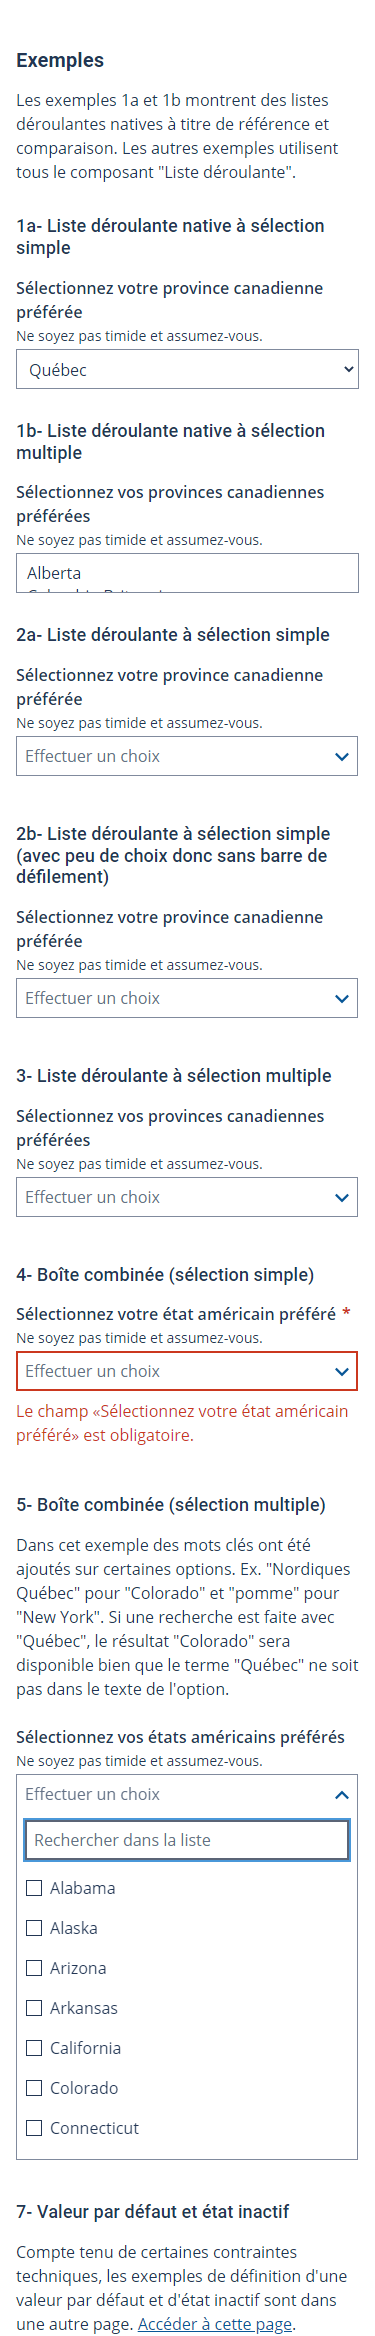 Exemples
Les exemples 1a et 1b montrent des listes
déroulantes natives à titre de référence et
comparaison. Les autres exemples utilisent
tous le composant "Liste déroulante".
1a- Liste déroulante native à sélection
simple
Sélectionnez votre province canadienne
préférée
Ne soyez pas timide et assumez-vous.
Québec
1b- Liste déroulante native à sélection
multiple
Sélectionnez vos provinces canadiennes
préférées
Ne soyez pas timide et assumez-vous.
Alberta
2a- Liste déroulante à sélection simple
Sélectionnez votre province canadienne
préférée
Ne soyez pas timide et assumez-vous.
Effectuer un choix
2b- Liste déroulante à sélection simple
(avec peu de choix donc sans barre de
défilement)
Sélectionnez votre province canadienne
préférée
Ne soyez pas timide et assumez-vous.
Effectuer un choix
3- Liste déroulante à sélection multiple
Sélectionnez vos provinces canadiennes
préférées
Ne soyez pas timide et assumez-vous.
Effectuer un choix
4- Boîte combinée (sélection simple)
Sélectionnez votre état américain préféré *
Ne soyez pas timide et assumez-vous.
Effectuer un choix
Le champ «Sélectionnez votre état américain
préféré» est obligatoire.
5- Boîte combinée (sélection multiple)
Dans cet exemple des mots clés ont été
ajoutés sur certaines options. Ex. "Nordiques
Québec" pour "Colorado" et "pomme" pour
"New York". Si une recherche est faite avec
"Québec", le résultat "Colorado" sera
disponible bien que le terme "Québec" ne soit
pas dans le texte de l'option.
Sélectionnez vos états américains préférés
Ne soyez pas timide et assumez-vous.
Effectuer un choix
Rechercher dans la liste
Alabama
Alaska
Arizona
Arkansas
California
Colorado
Connecticut
7- Valeur par défaut et état inactif
Compte tenu de certaines contraintes
techniques, les exemples de définition d'une
valeur par défaut et d'état inactif sont dans
une autre page. Accéder à cette page.